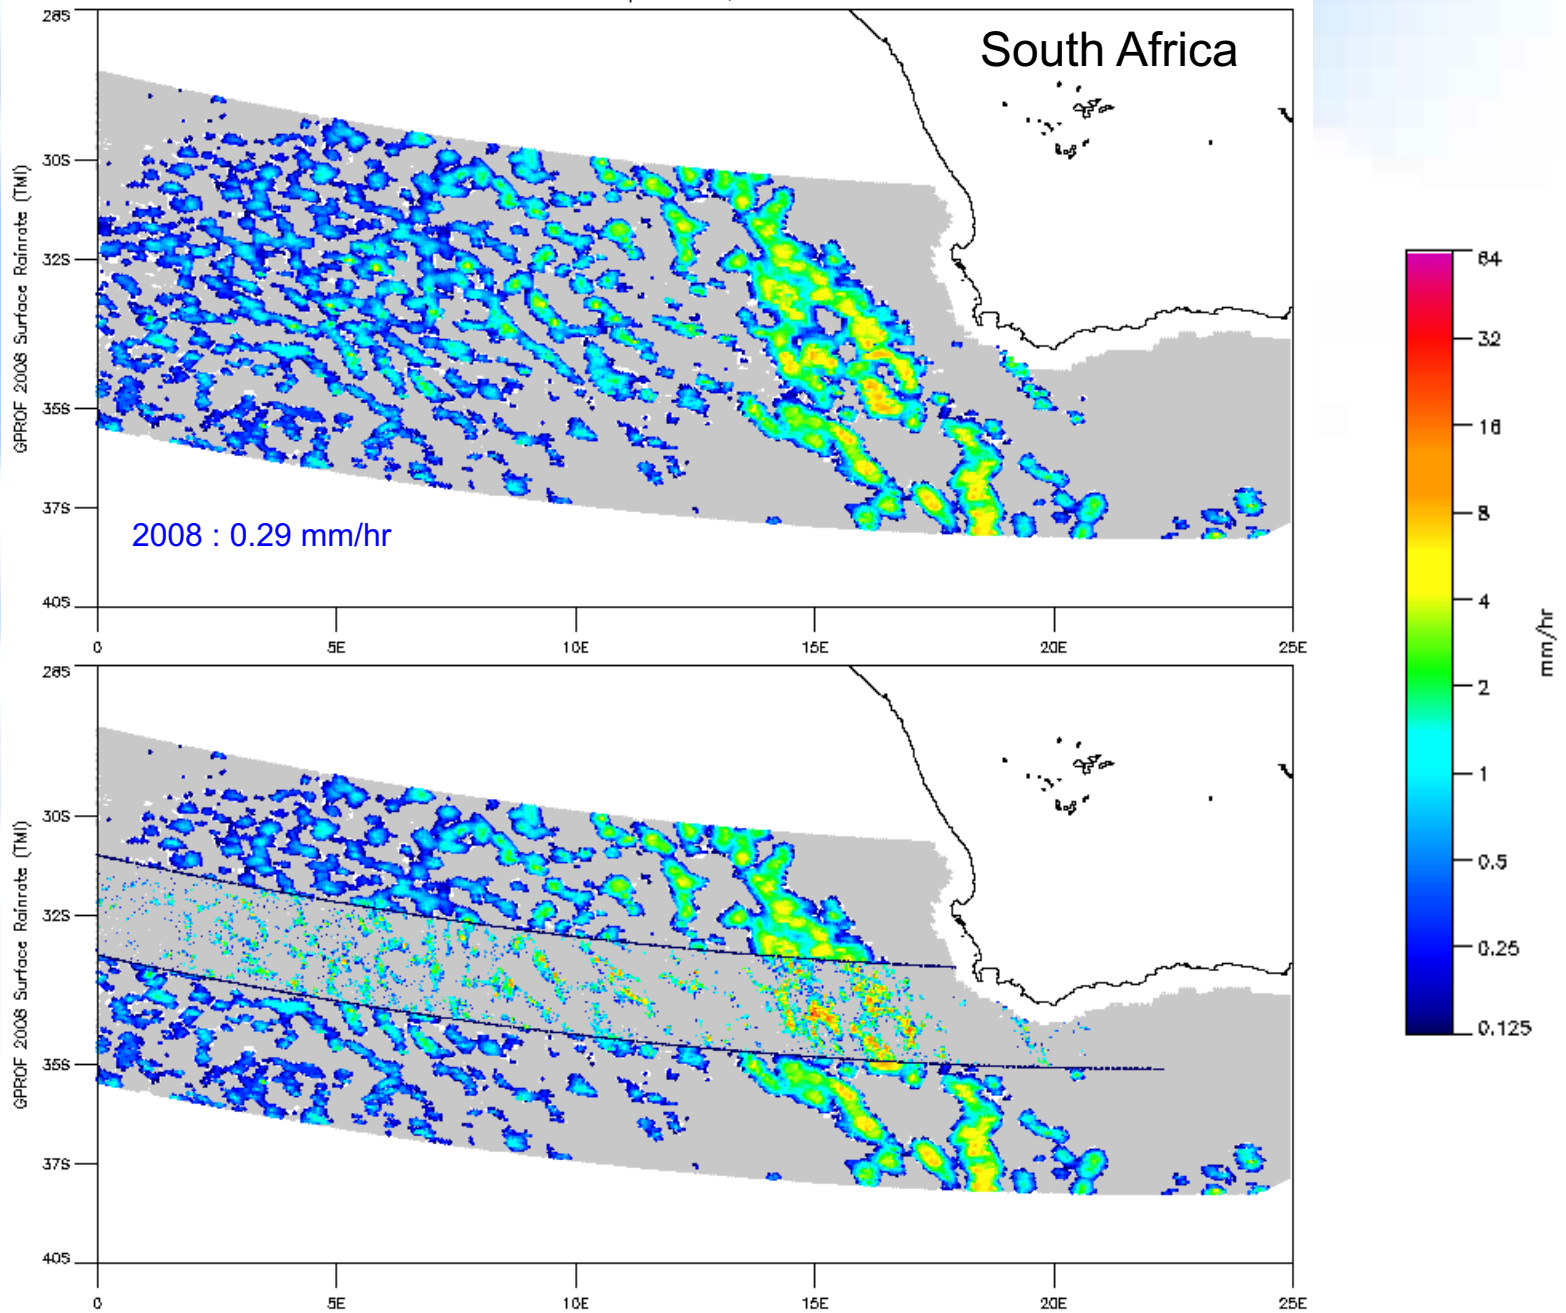 28S
South Africa
30S
32S
35S
37S
40S
GPROF 2008 Surface Rainrate (TMI)
2008 : 0.29 mm/hr
0 5E 10E 15E 20E 25E
28S
30S
32S
35S
37S
40S
GPROF 2008 Surface Rainrate (TMI)
0 5E 10E 15E 20E 25E
64
32
16
8
4
2
1
0.5
0.25
0.125
mm/hr